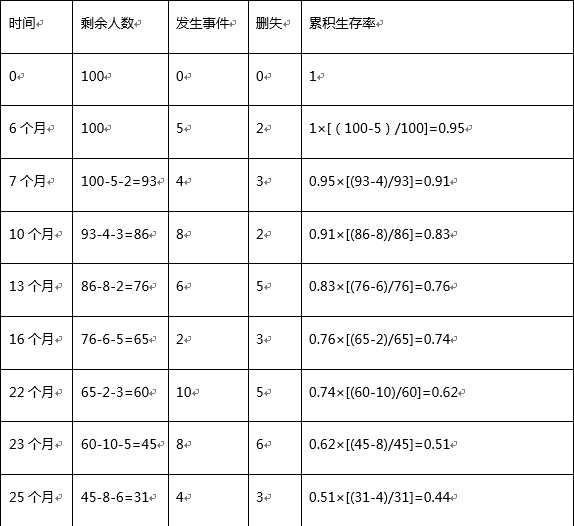 时间 剩余人数 发生事件 删失 累积生存率
0 100 0 0 1
6 个月 100 5 2 1×[（100-5）/100]=0.95
7 个月 100-5-2=93 4 3 0.95×[(93-4)/93]=0.91
10 个月 93-4-3=86 8 2 0.91×[(86-8)/86]=0.83
13 个月 86-8-2=76 6 5 0.83×[(76-6)/76]=0.76
16 个月 76-6-5=65 2 3 0.76×[(65-2)/65]=0.74
22 个月 65-2-3=60 10 5 0.74×[(60-10)/60]=0.62
23 个月 60-10-5=45 8 6 0.62×[(45-8)/45]=0.51
25 个月 45-8-6=31 4 3 0.51×[(31-4)/31]=0.44